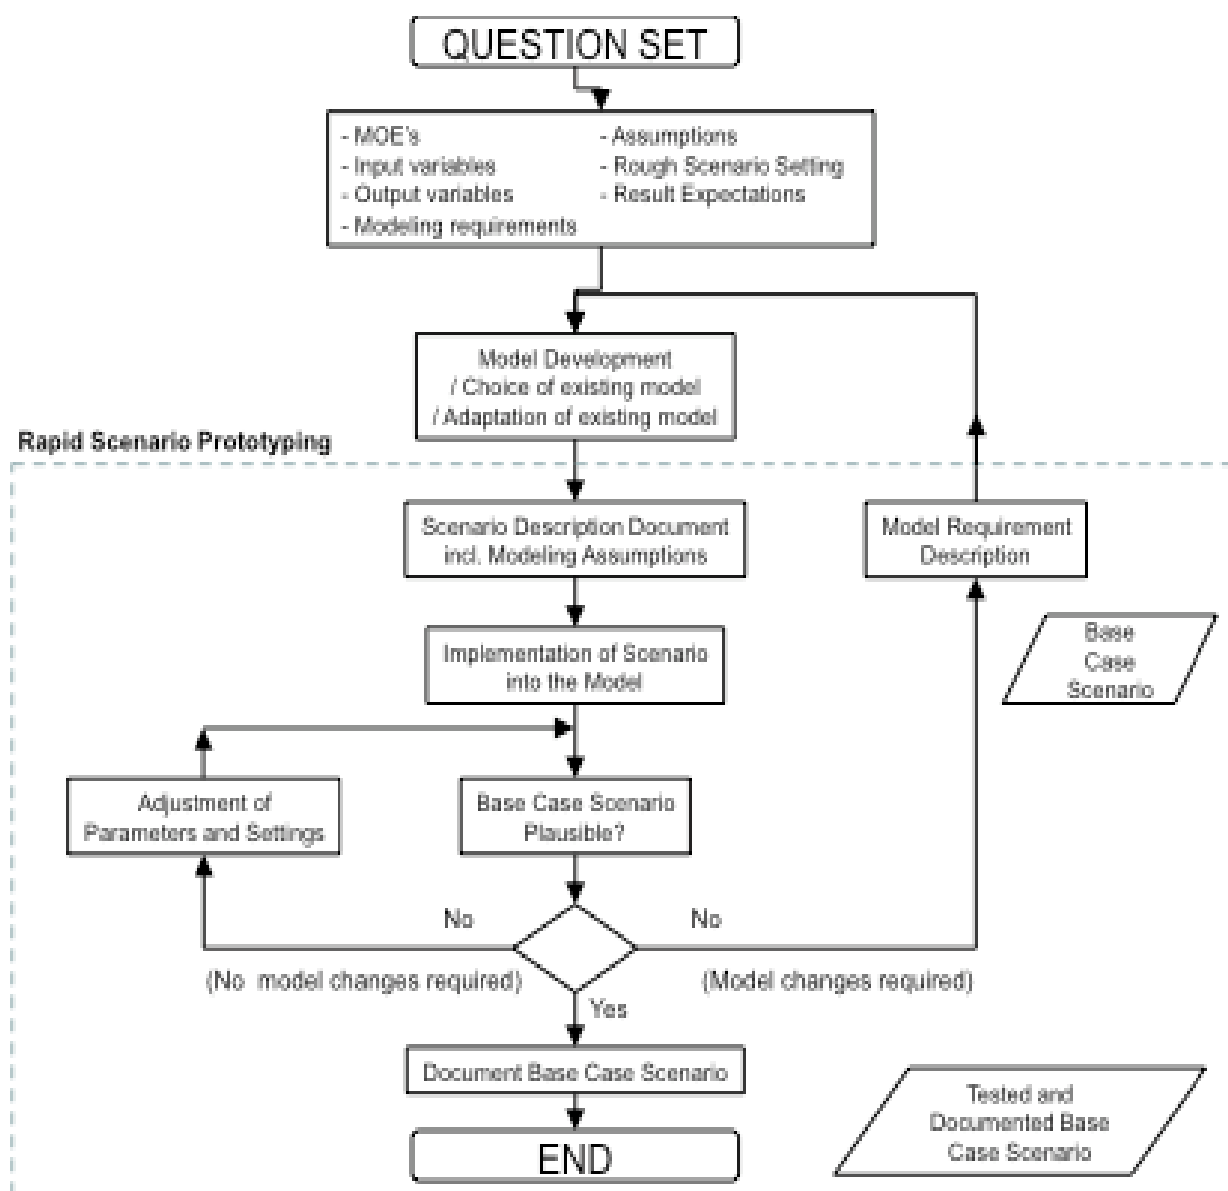 QUESTION SET
- MOE's
- Input variables
- Output variables
- Modeling requirements
- Assumptions
- Rough Scenario Setting
- Result Expectations
Model Development
/ Choice of existing model
/ Adaptation of existing model
Rapid Scenario Prototyping
Scenario Description Document
incl. Modeling Assumptions
Model Requirement
Description
Base
Case
Scenario
Implementation of Scenario
into the Model
Adjustment of
Parameters and Settings
Base Case Scenario
Plausible?
No
No
(No model changes required)
(Model changes required)
Yes
Document Base Case Scenario
Tested and
Documented Base
Case Scenario
END